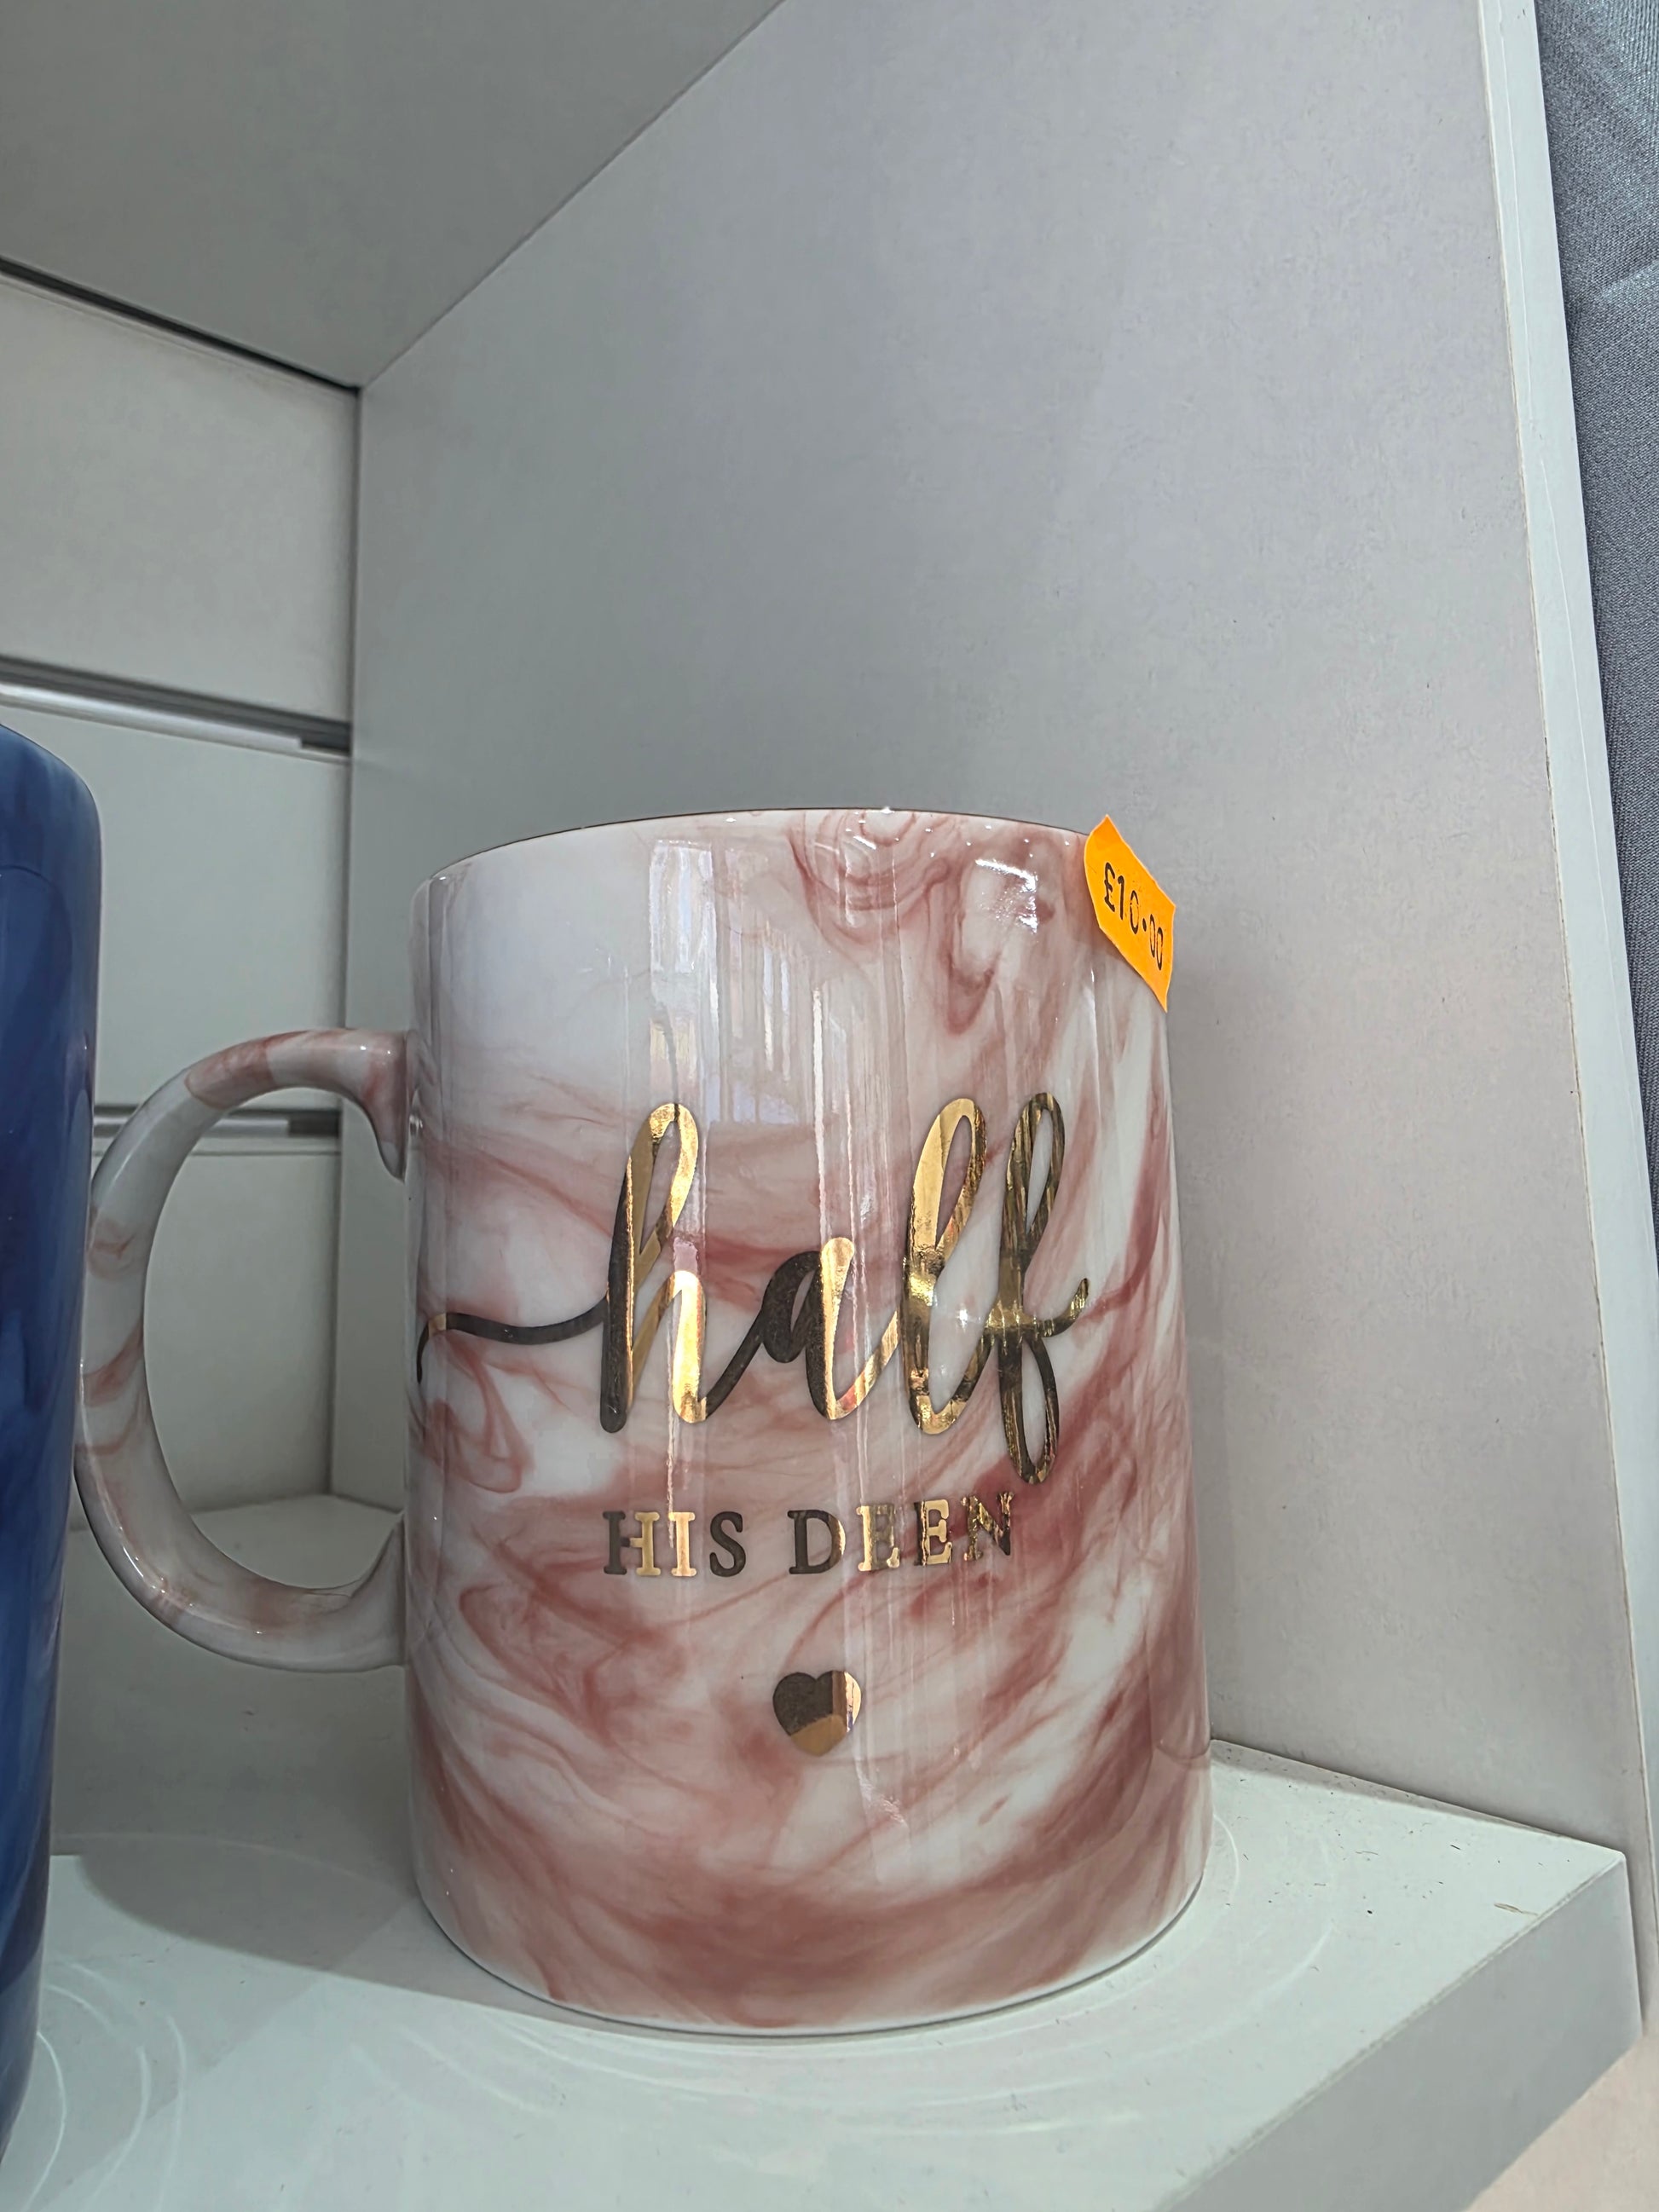 £10.00
half
HIS DEEN